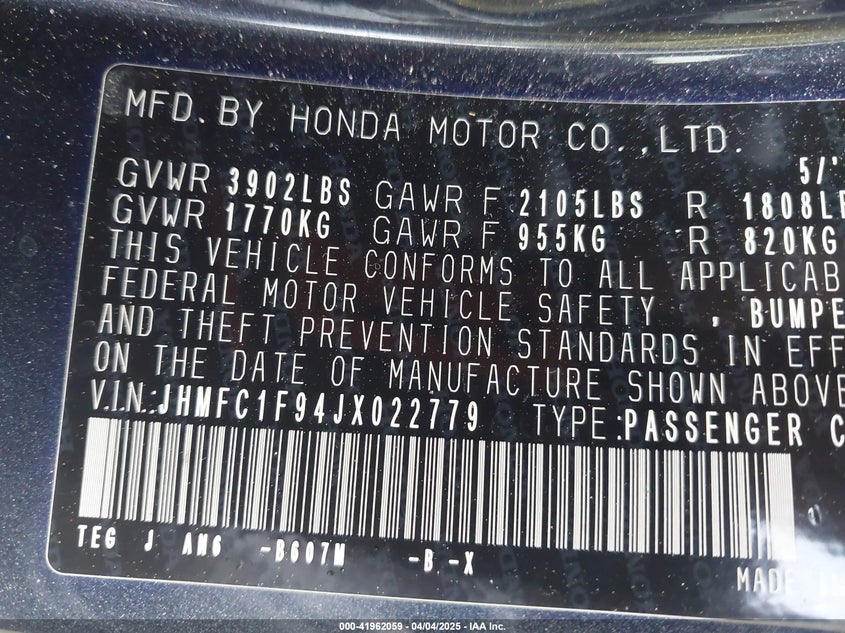 MFD. BY HONDA MOTOR CO., LTD.
5/'
GVWR 3902LBS GAWR F 2105LBS R 1808L
GVWR 1770KG GAWR F 955KG R 820KG
THIS VEHICLE CONFORMS TO ALL APPLICAB
FEDERAL MOTOR VEHICLE SAFETY , BUMPE
AND THEFT PREVENTION STANDARDS IN EFF
ON THE DATE OF MANUFACTURE SHOWN ABOVE
V.I.N.:JHMFC1F94JX022779 TYPE:PASSENGER C
TEG J AM6 -B607M -B -X
MADE
000-41962059 - 04/04/2025 - IAA Inc.